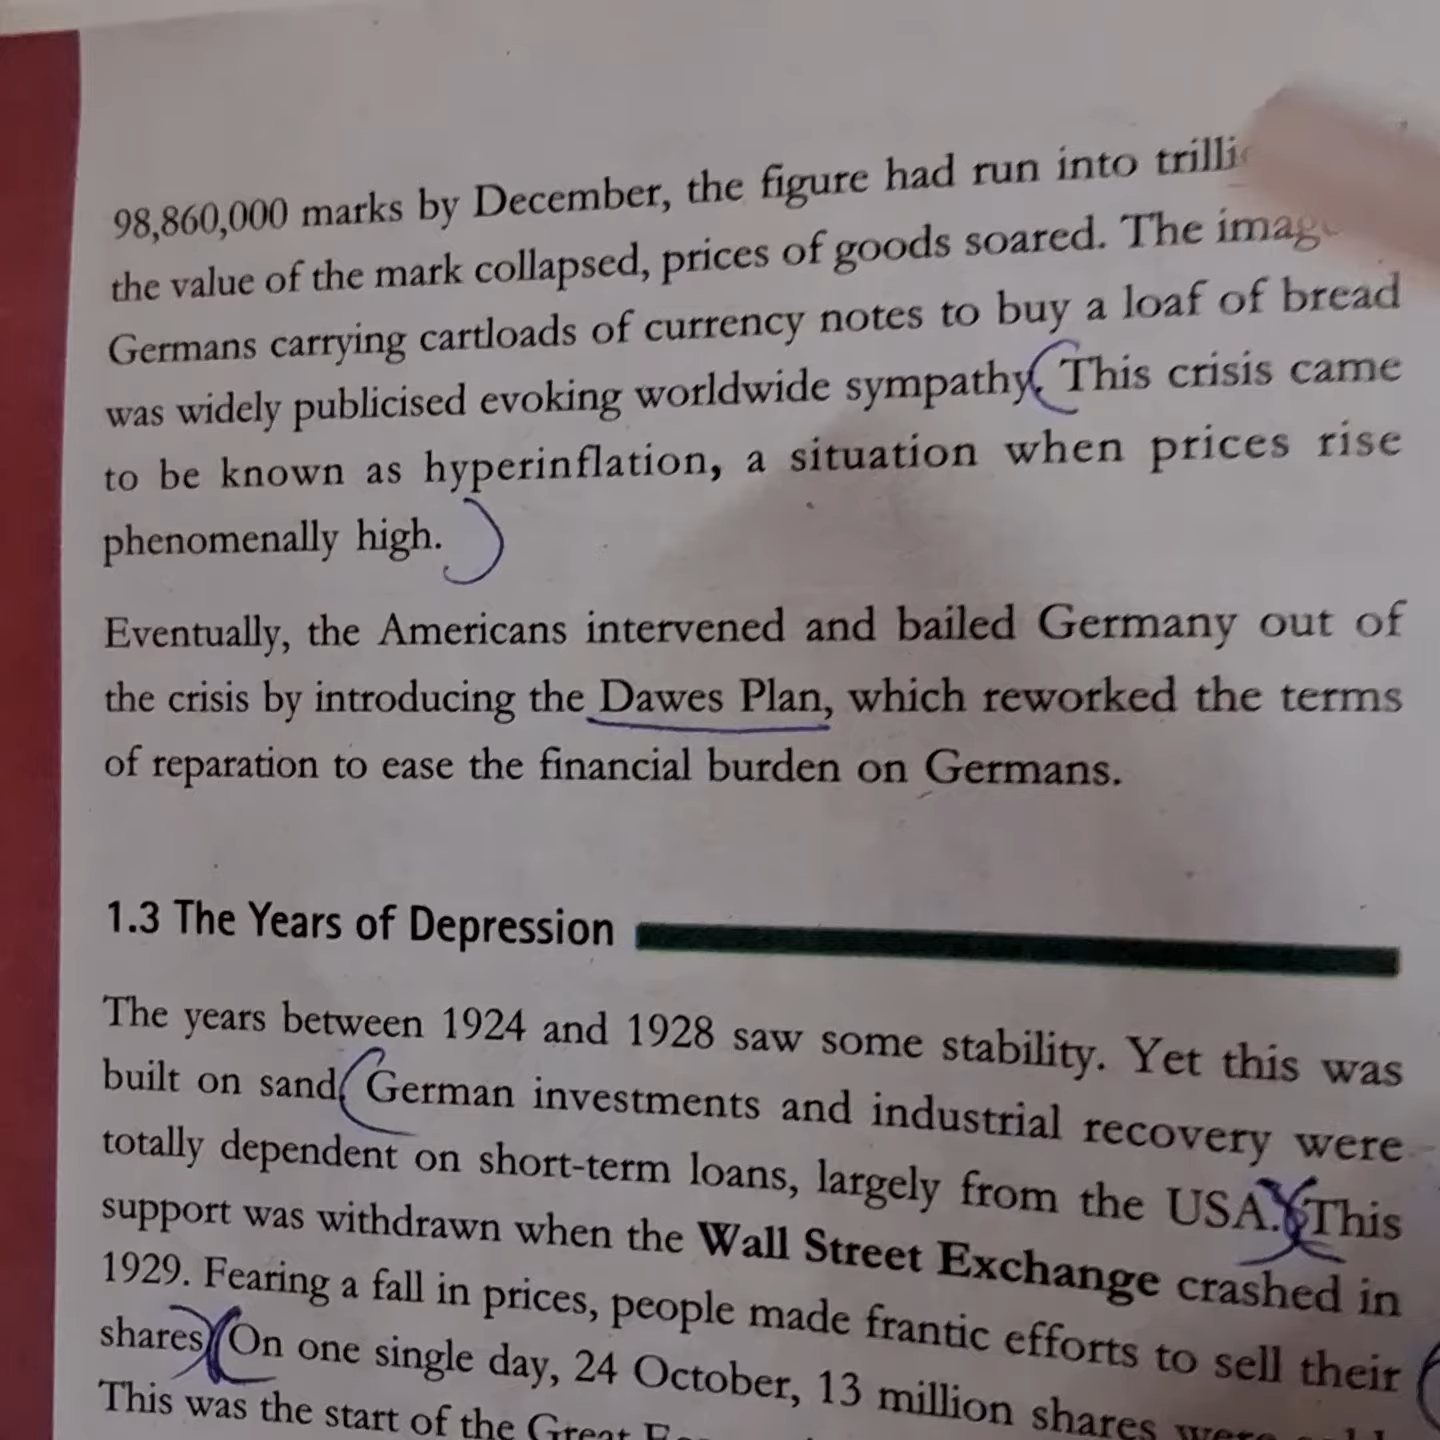 98,860,000 marks by December, the figure had run into
the value of the mark collapsed, prices of goods soared. The
Germans carrying cartloads of currency notes to buy a loaf of bread
was widely publicised evoking worldwide sympathy. This crisis came
to be known as hyperinflation, a situation when prices rise
phenomenally high.
Eventually, the Americans intervened and bailed Germany out of
the crisis by introducing the Dawes Plan, which reworked the terms
of reparation to ease the financial burden on Germans.
1.3 The Years of Depression
The years between 1924 and 1928 saw some stability. Yet this was
built on sand. German investments and industrial recovery were
totally dependent on short-term loans, largely from the USA. This
support was withdrawn when the Wall Street Exchange crashed in
1929. Fearing a fall in prices, people made frantic efforts to sell their
shares. On one single day, 24 October, 13 million shares were
This was the start of the Great